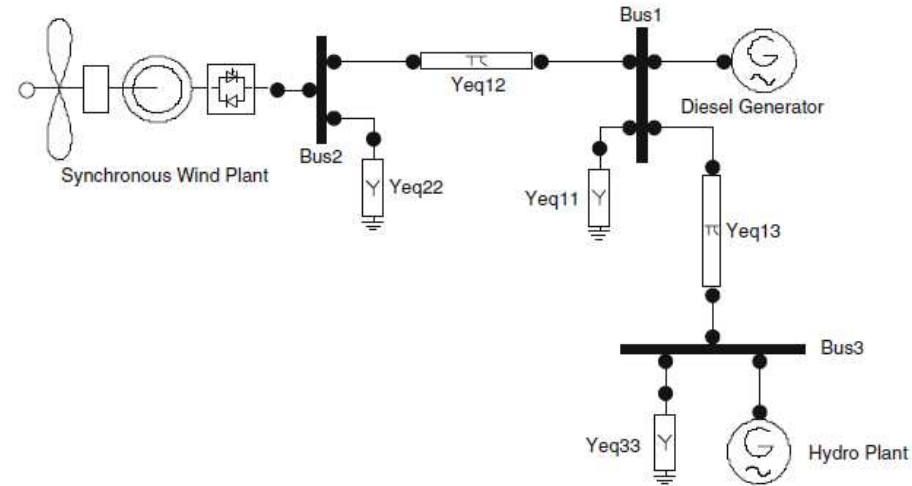 Bus1
G
Yeq12
Diesel Generator
Bus2
Synchronous Wind Plant
Y
Yeq22
Yeq11
Y
π
Yeq13
Bus3
Yeq33
Y
G
Hydro Plant
π